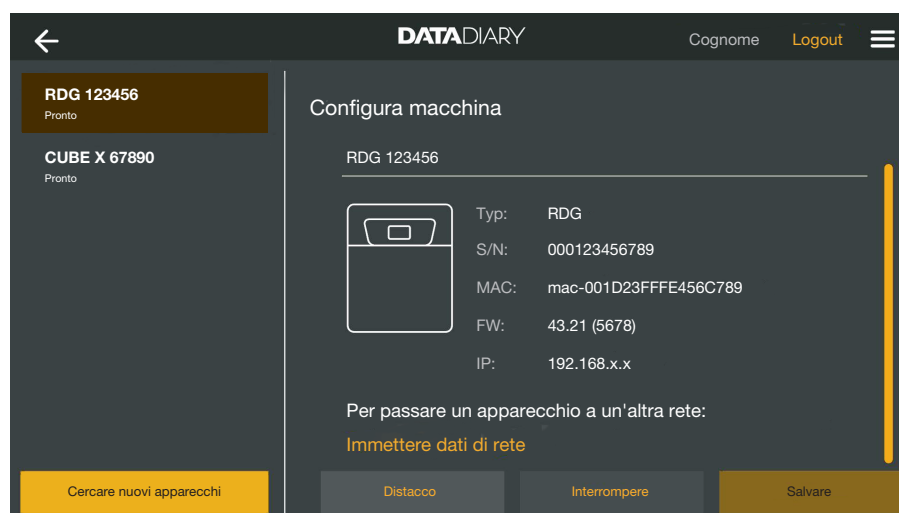 DATADIARY
Cognome
Logout
RDG 123456
Pronto
CUBE X 67890
Pronto
Cercare nuovi apparecchi
Configura macchina
RDG 123456
Typ: RDG
S/N: 000123456789
MAC: mac-001D23FFFE456C789
FW: 43.21 (5678)
IP: 192.168.x.x
Per passare un apparecchio a un'altra rete:
Immettere dati di rete
Distacco
Interrompere
Salvare